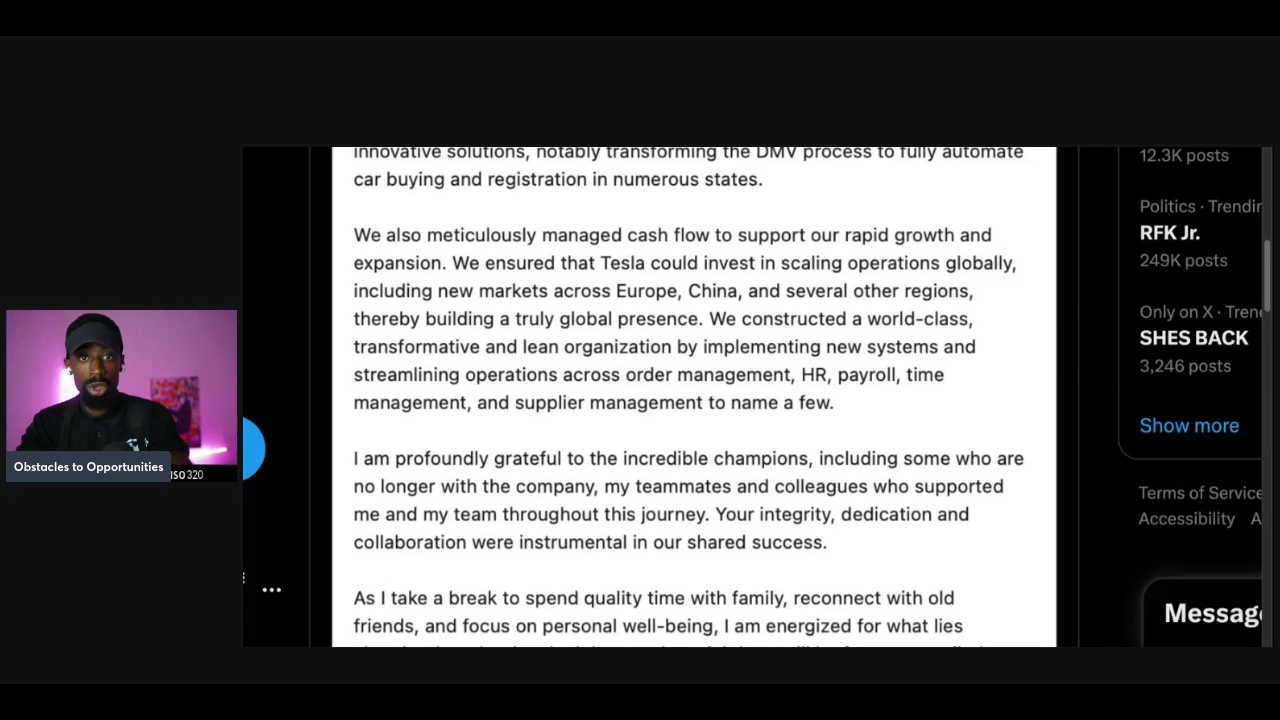 innovative solutions, notably transforming the DMV process to fully automate
car buying and registration in numerous states.
We also meticulously managed cash flow to support our rapid growth and
expansion. We ensured that Tesla could invest in scaling operations globally,
including new markets across Europe, China, and several other regions,
thereby building a truly global presence. We constructed a world-class,
transformative and lean organization by implementing new systems and
streamlining operations across order management, HR, payroll, time
management, and supplier management to name a few.
I am profoundly grateful to the incredible champions, including some who are
no longer with the company, my teammates and colleagues who supported
me and my team throughout this journey. Your integrity, dedication and
collaboration were instrumental in our shared success.
As I take a break to spend quality time with family, reconnect with old
friends, and focus on personal well-being, I am energized for what lies
12.3K posts
Politics · Trendin
RFK Jr.
249K posts
Only on X · Tren
SHES BACK
3,246 posts
Show more
Terms of Service
Accessibility A
Messag
Obstacles to Opportunities
ISO 320